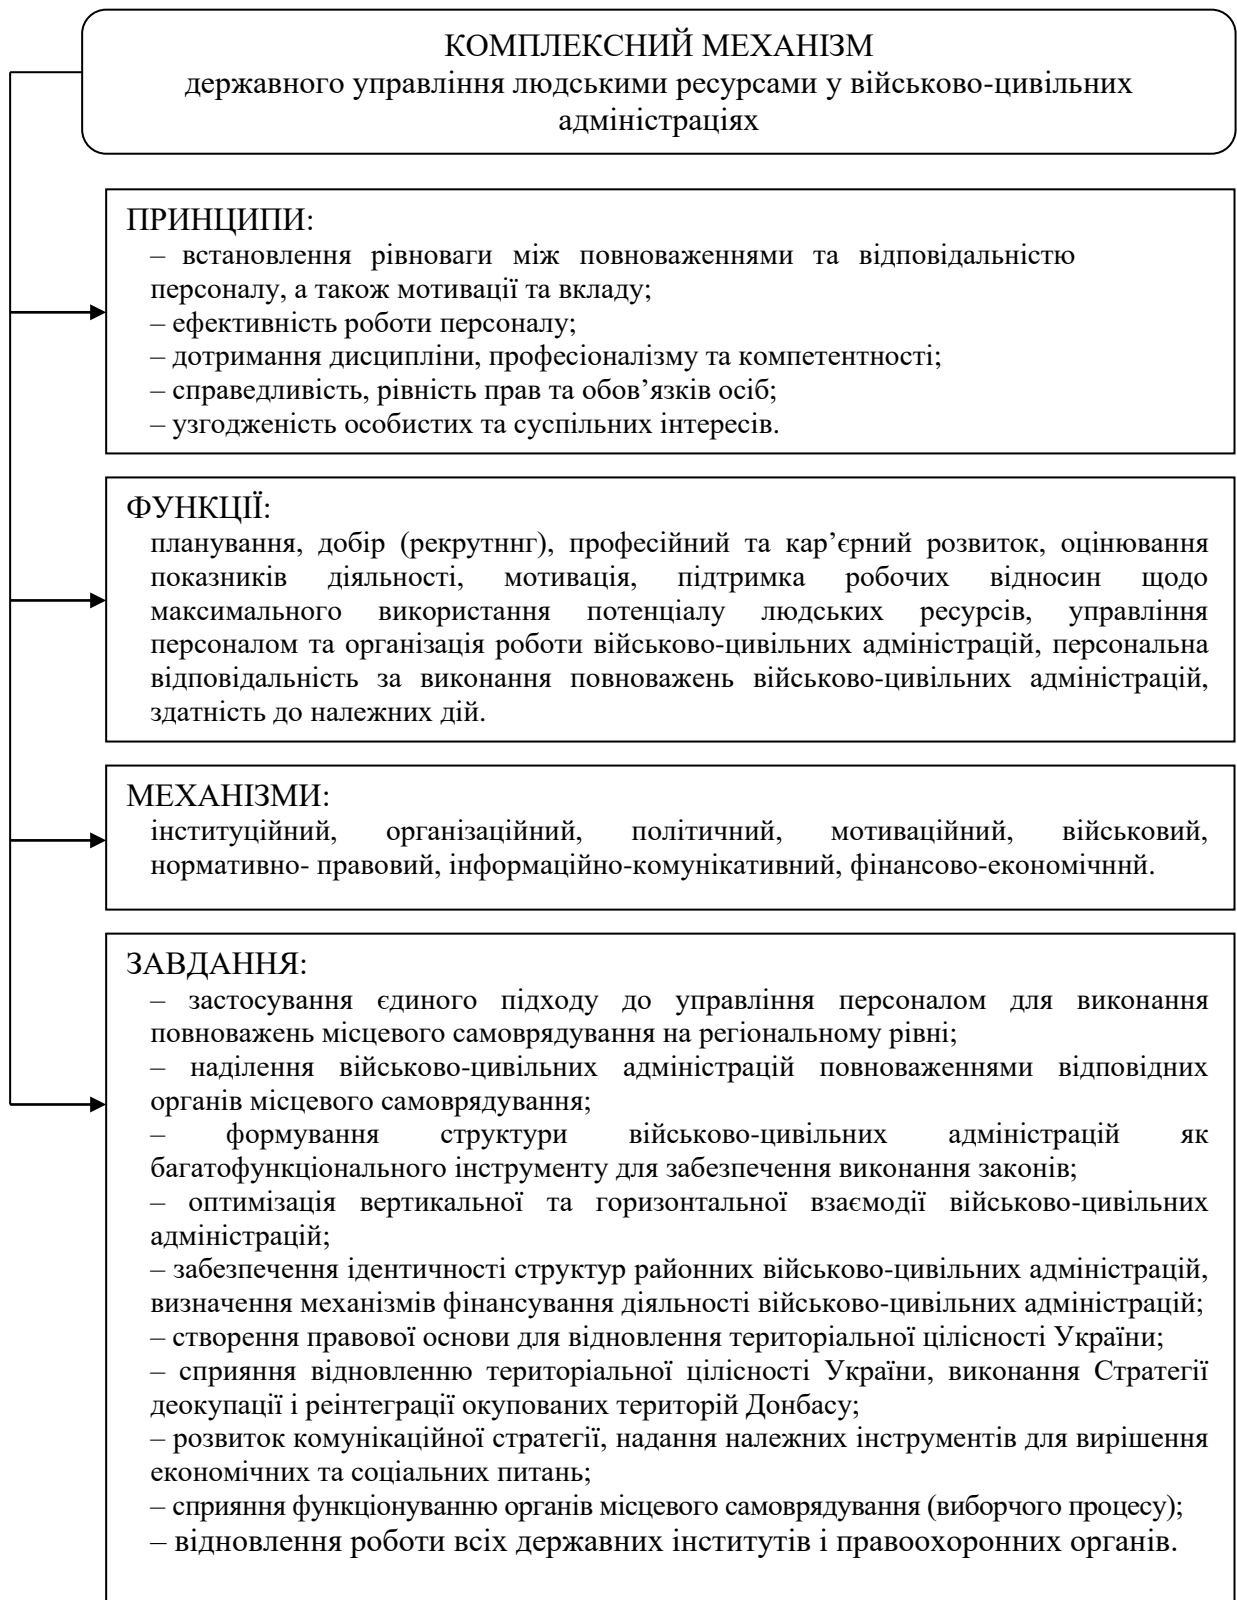 КОМПЛЕКСНИЙ МЕХАНІЗМ
державного управління людськими ресурсами у військово-цивільних
адміністраціях
ПРИНЦИПИ:
– встановлення рівноваги між повноваженнями та відповідальністю
персоналу, а також мотивації та вкладу;
– ефективність роботи персоналу;
– дотримання дисципліни, професіоналізму та компетентності;
– справедливість, рівність прав та обов’язків осіб;
– узгодженість особистих та суспільних інтересів.
ФУНКЦІЇ:
планування, добір (рекрутннг), професійний та кар’єрний розвиток, оцінювання
показників діяльності, мотивація, підтримка робочих відносин щодо
максимального використання потенціалу людських ресурсів, управління
персоналом та організація роботи військово-цивільних адміністрацій, персональна
відповідальність за виконання повноважень військово-цивільних адміністрацій,
здатність до належних дій.
МЕХАНІЗМИ:
інституційний, організаційний, політичний, мотиваційний, військовий,
нормативно- правовий, інформаційно-комунікативний, фінансово-економічннй.
ЗАВДАННЯ:
– застосування єдиного підходу до управління персоналом для виконання
повноважень місцевого самоврядування на регіональному рівні;
– наділення військово-цивільних адміністрацій повноваженнями відповідних
органів місцевого самоврядування;
– формування структури військово-цивільних адміністрацій як
багатофункціонального інструменту для забезпечення виконання законів;
– оптимізація вертикальної та горизонтальної взаємодії військово-цивільних
адміністрацій;
– забезпечення ідентичності структур районних військово-цивільних адміністрацій,
визначення механізмів фінансування діяльності військово-цивільних адміністрацій;
– створення правової основи для відновлення територіальної цілісності України;
– сприяння відновленню територіальної цілісності України, виконання Стратегії
деокупації і реінтеграції окупованих територій Донбасу;
– розвиток комунікаційної стратегії, надання належних інструментів для вирішення
економічних та соціальних питань;
– сприяння функціонуванню органів місцевого самоврядування (виборчого процесу);
– відновлення роботи всіх державних інститутів і правоохоронних органів.